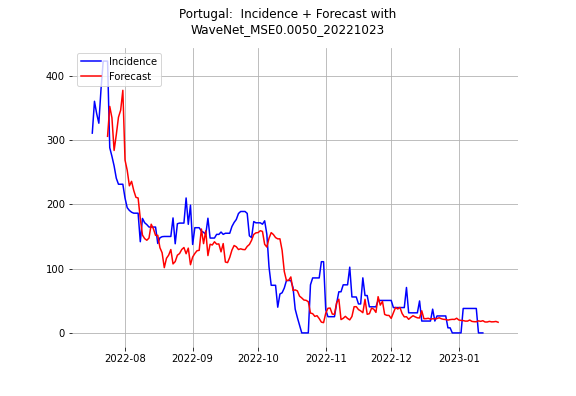 Portugal:  Incidence + Forecast with
WaveNet_MSE0.0050_20221023
Incidence
Forecast
400
300
200
100
0
2022-08
2022-09
2022-10
2022-11
2022-12
2023-01